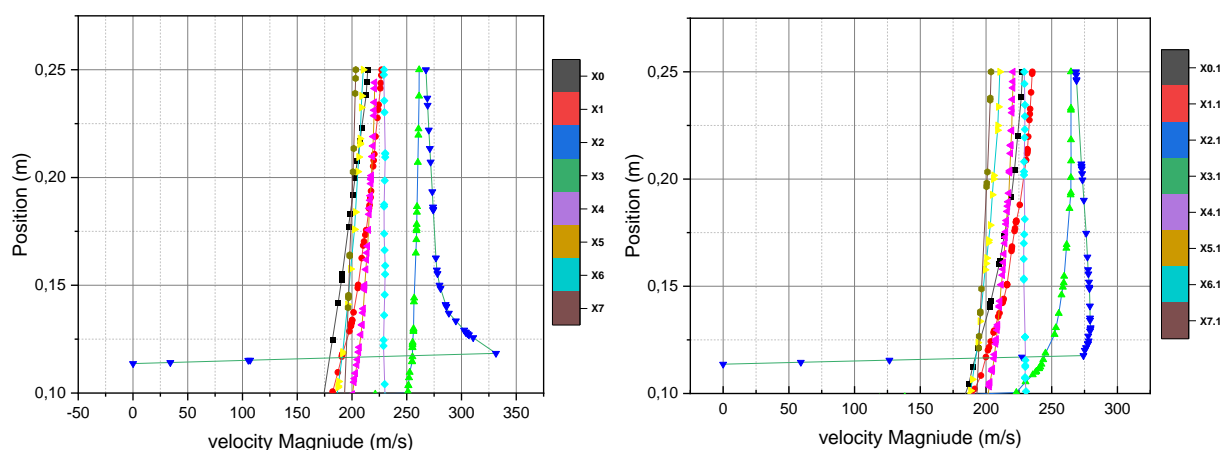 0,25
0,20
0,15
0,10
Position (m)
-50 0 50 100 150 200 250 300 350
velocity Magniude (m/s)
X0
X1
X2
X3
X4
X5
X6
X7
0,25
0,20
0,15
0,10
Position (m)
0 50 100 150 200 250 300
velocity Magniude (m/s)
X0.1
X1.1
X2.1
X3.1
X4.1
X5.1
X6.1
X7.1